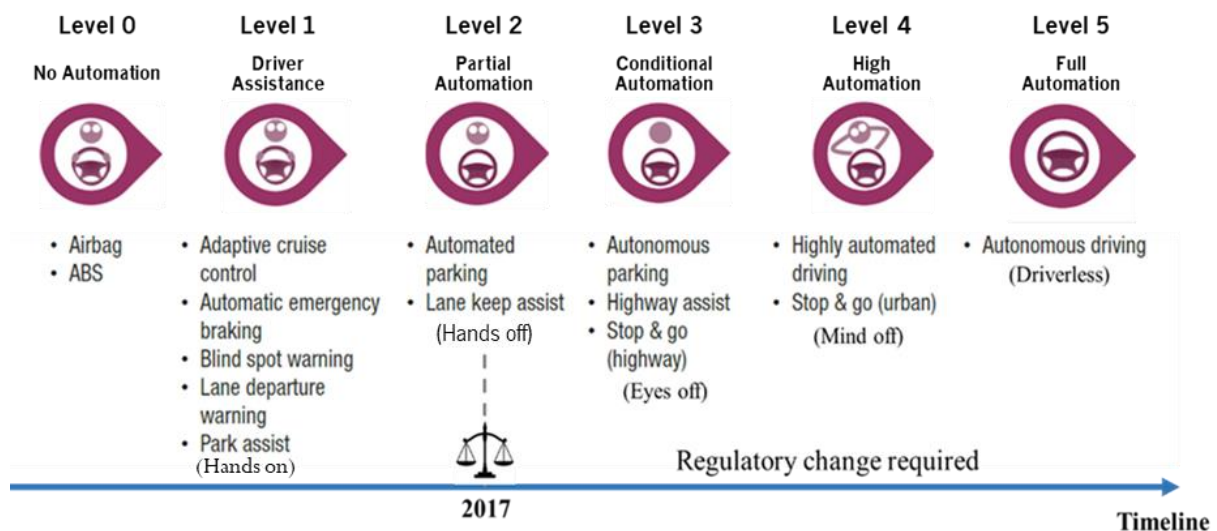 Level 0
No Automation
• Airbag
• ABS
Level 1
Driver
Assistance
• Adaptive cruise
control
• Automatic emergency
braking
• Blind spot warning
• Lane departure
warning
• Park assist
(Hands on)
Level 2
Partial
Automation
• Automated
parking
• Lane keep assist
(Hands off)
Level 3
Conditional
Automation
• Autonomous
parking
• Highway assist
• Stop & go
(highway)
(Eyes off)
Level 4
High
Automation
• Highly automated
driving
• Stop & go (urban)
(Mind off)
Level 5
Full
Automation
• Autonomous driving
(Driverless)
Regulatory change required
2017
Timeline